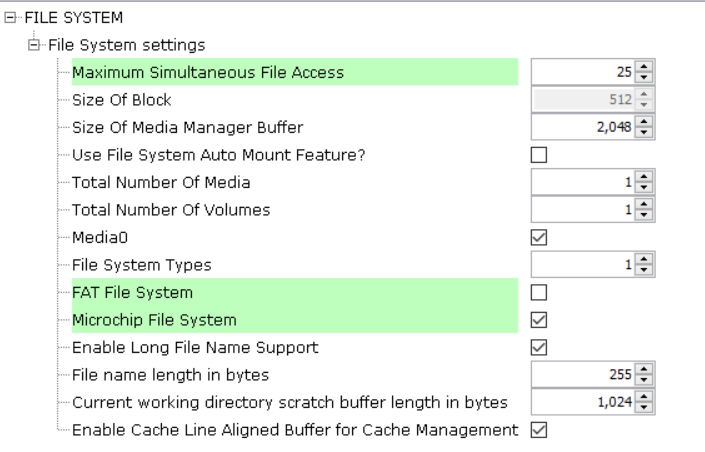 FILE SYSTEM
File System settings
Maximum Simultaneous File Access 25
Size Of Block 512
Size Of Media Manager Buffer 2,048
Use File System Auto Mount Feature?
Total Number Of Media 1
Total Number Of Volumes 1
Media0
File System Types 1
FAT File System
Microchip File System
Enable Long File Name Support
File name length in bytes 255
Current working directory scratch buffer length in bytes 1,024
Enable Cache Line Aligned Buffer for Cache Management